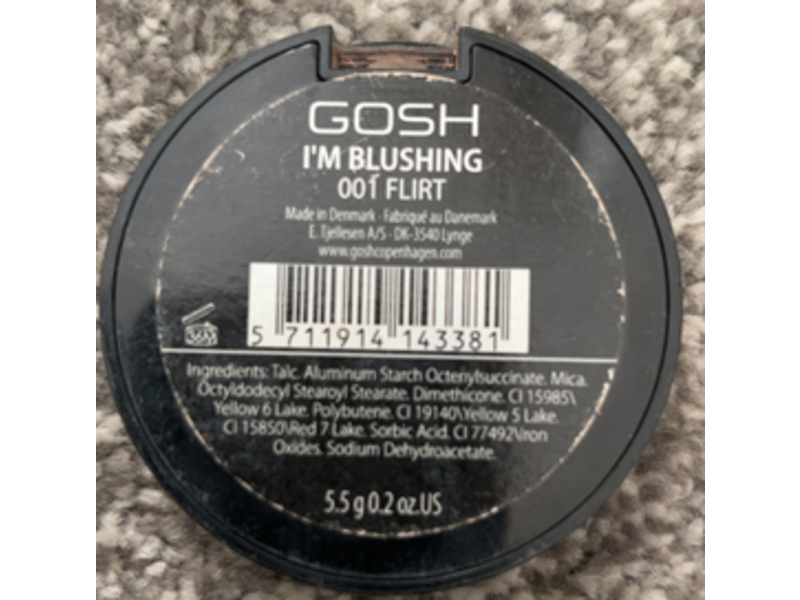 GOSH
I'M BLUSHING
001 FLIRT
Made in Denmark · Fabriqué au Danemark
E. Tjellesen A/S · DK-3540 Lynge
www.goshcopenhagen.com
5 711914 143381
36M
Ingredients: Talc. Aluminum Starch Octenylsuccinate. Mica.
Octyldodecyl Stearoyl Stearate. Dimethicone. CI 15985\
Yellow 6 Lake. Polybutene. CI 19140\Yellow 5 Lake.
CI 15850\Red 7 Lake. Sorbic Acid. CI 77492\Iron
Oxides. Sodium Dehydroacetate.
5.5 g 0.2 oz.US